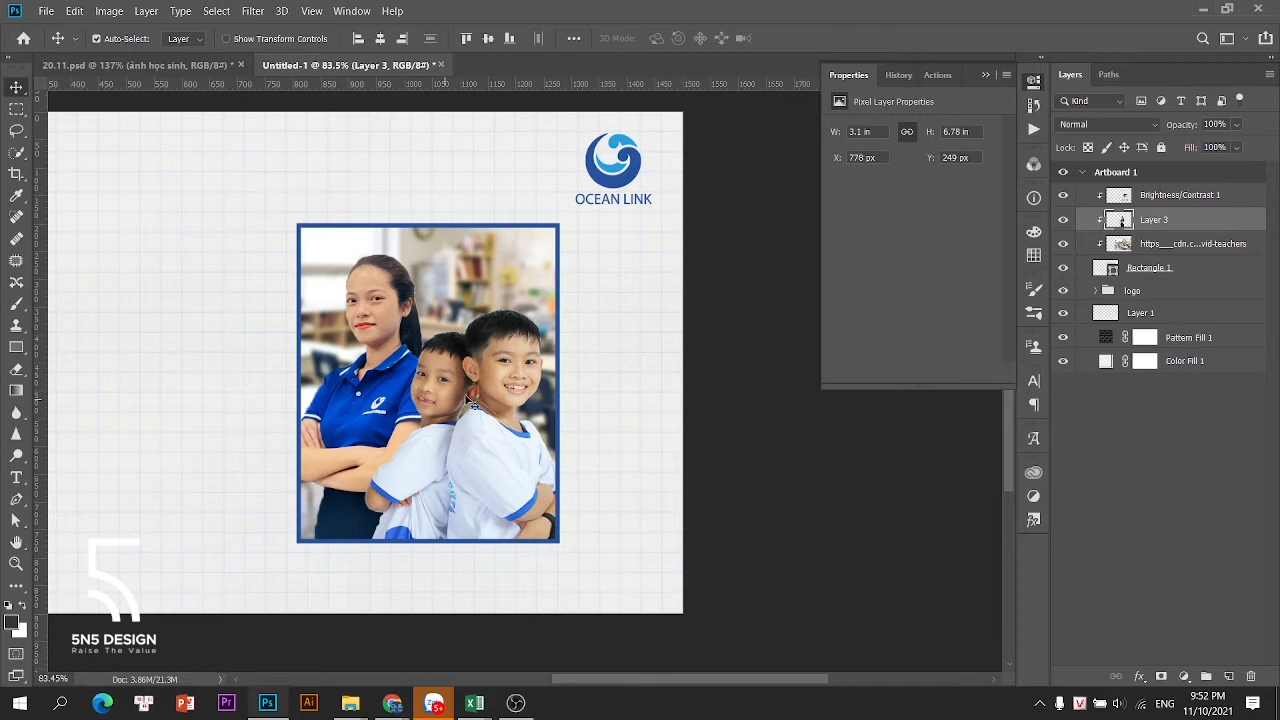 Ps File Edit Image Layer Type Select Filter 3D View Window Help
Auto-Select: Layer Show Transform Controls 3D Mode:
20.11.psd @ 137% (ảnh học sinh, RGB/8#) * Untitled-1 @ 83.5% (Layer 3, RGB/8#) *
Properties History Actions
Pixel Layer Properties
W: 3.1 in H: 6.78 in
X: 778 px Y: 249 px
Layers Paths
Kind
Normal Opacity: 100%
Lock: Fill: 100%
Artboard 1
Brightness/Contrast 1
Layer 3
Rectangle 1
logo
Layer 1
Pattern Fill 1
Color Fill 1
OCEAN LINK
5N5 DESIGN
Raise The Value
83.45% Doc: 3.86M/21.3M
9:52 PM
11/10/2021